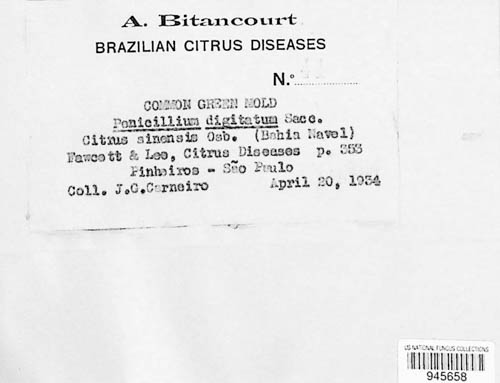 A. Bitancourt
BRAZILIAN CITRUS DISEASES
N.º
COMMON GREEN MOLD
Penicillium digitatum Sacc.
Citrus sinensis Osb. (Bahia Navel)
Fawcett & Lee, Citrus Diseases p. 353
Pinheiros - São Paulo
Coll. J.G.Carneiro April 20, 1934
US NATIONAL FUNGUS COLLECTIONS
945658